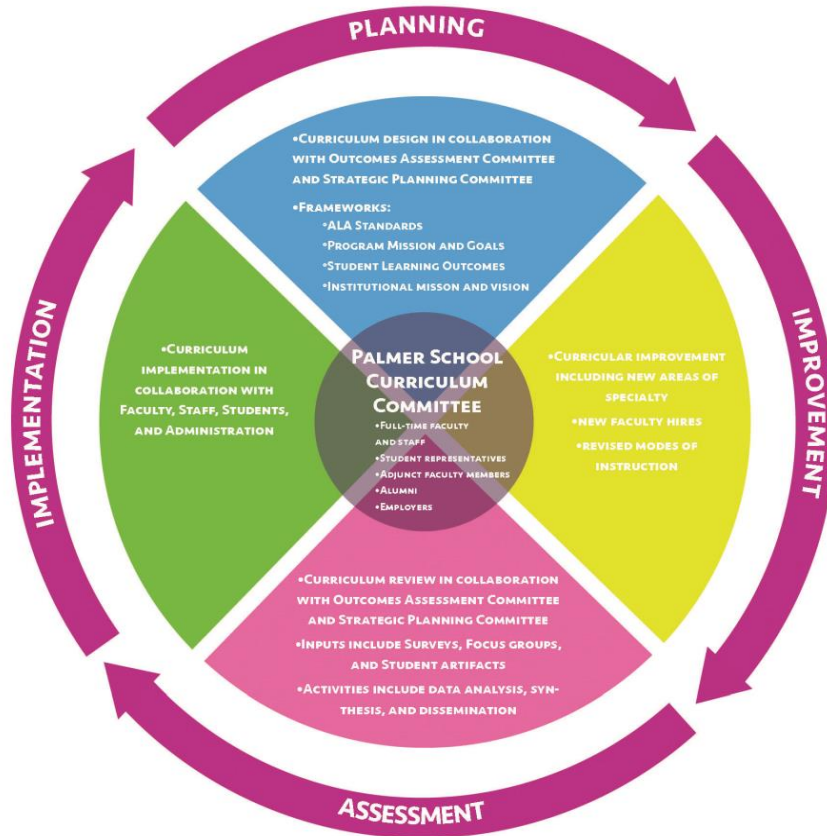 PLANNING
•CURRICULUM DESIGN IN COLLABORATION
WITH OUTCOMES ASSESSMENT COMMITTEE
AND STRATEGIC PLANNING COMMITTEE
•FRAMEWORKS:
•ALA STANDARDS
•PROGRAM MISSION AND GOALS
•STUDENT LEARNING OUTCOMES
•INSTITUTIONAL MISSON AND VISION
IMPROVEMENT
•CURRICULAR IMPROVEMENT
INCLUDING NEW AREAS OF
SPECIALTY
•NEW FACULTY HIRES
•REVISED MODES OF
INSTRUCTION
ASSESSMENT
•CURRICULUM REVIEW IN COLLABORATION
WITH OUTCOMES ASSESSMENT COMMITTEE
AND STRATEGIC PLANNING COMMITTEE
•INPUTS INCLUDE SURVEYS, FOCUS GROUPS,
AND STUDENT ARTIFACTS
•ACTIVITIES INCLUDE DATA ANALYSIS, SYN-
THESIS, AND DISSEMINATION
IMPLEMENTATION
•CURRICULUM
IMPLEMENTATION IN
COLLABORATION WITH
FACULTY, STAFF, STUDENTS,
AND ADMINISTRATION
PALMER SCHOOL
CURRICULUM
COMMITTEE
•FULL-TIME FACULTY
AND STAFF
•STUDENT REPRESENTATIVES
•ADJUNCT FACULTY MEMBERS
•ALUMNI
•EMPLOYERS